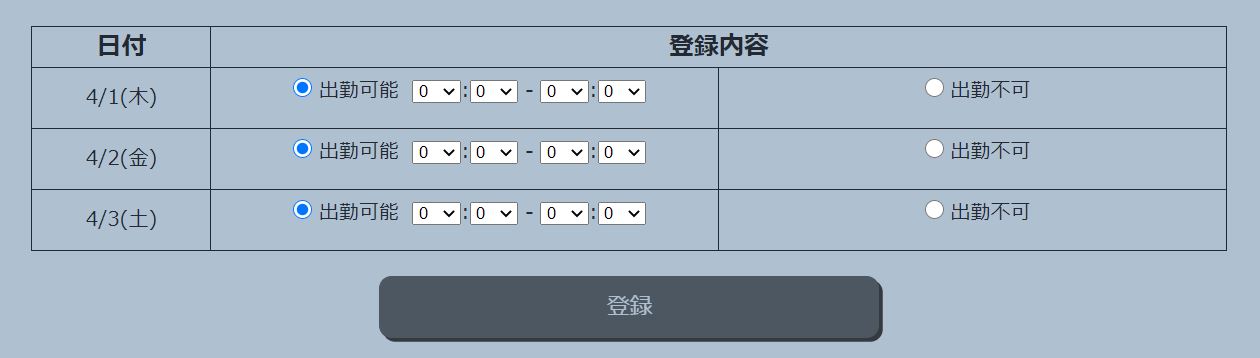 日付 登録内容
4/1(木) 出勤可能 0 : 0 - 0 : 0 出勤不可
4/2(金) 出勤可能 0 : 0 - 0 : 0 出勤不可
4/3(土) 出勤可能 0 : 0 - 0 : 0 出勤不可
登録